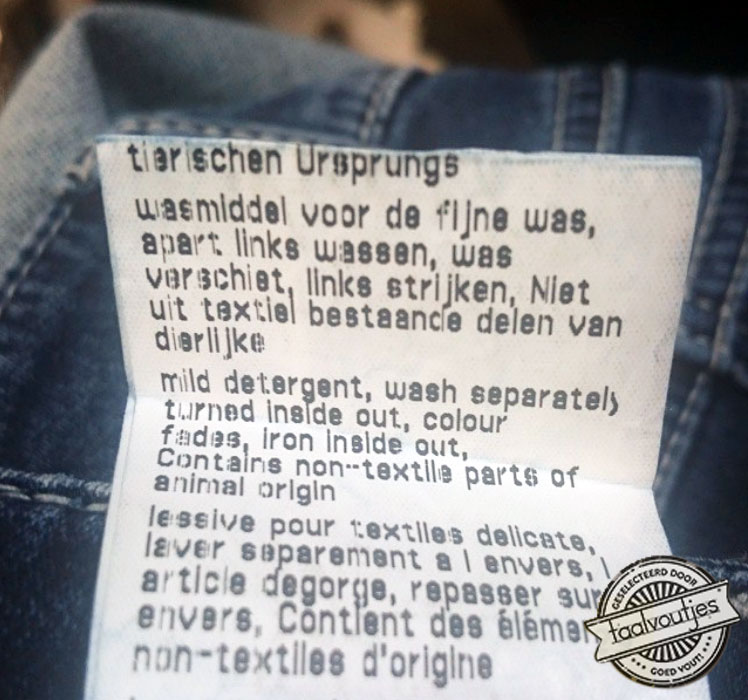 tierischen Ursprungs
wasmiddel voor de fijne was,
apart links wassen, was
verschiet, links strijken, Niet
uit textiel bestaande delen van
dierlijke
mild detergent, wash separately
turned inside out, colour
fades, iron inside out,
Contains non-textile parts of
animal origin
lessive pour textiles delicate,
laver separement a l envers, l
article degorge, repasser sur
envers, Contient des
non-textiles d'origine
GESELECTEERD DOOR
taalvoutjes
GOED VOUT!